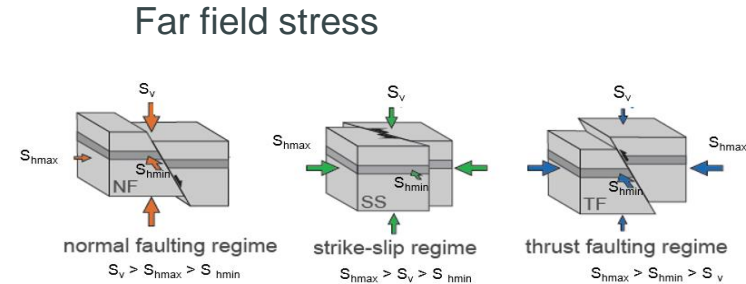 Far field stress
Sv
Shmax
Shmin
NF
normal faulting regime
Sv > Shmax > S hmin
Sv
Shmax
Shmin
SS
strike-slip regime
Shmax > Sv > S hmin
Sv
Shmax
Shmin
TF
thrust faulting regime
Shmax > Shmin > S v